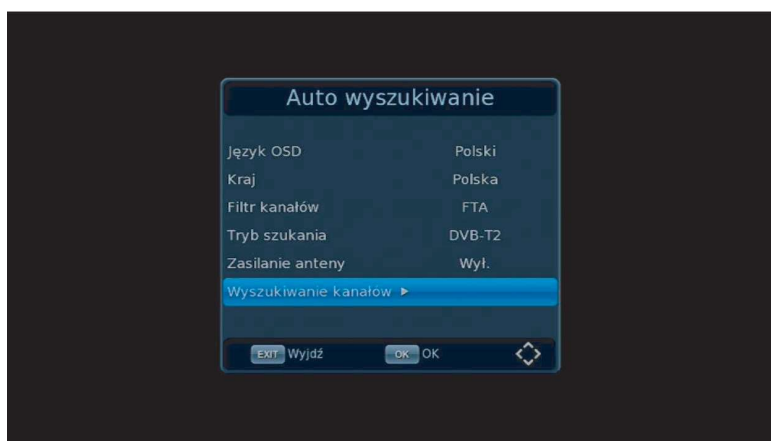 Auto wyszukiwanie
Język OSD Polski
Kraj Polska
Filtr kanałów FTA
Tryb szukania DVB-T2
Zasilanie anteny Wył.
Wyszukiwanie kanałów ►
EXIT Wyjdź OK OK